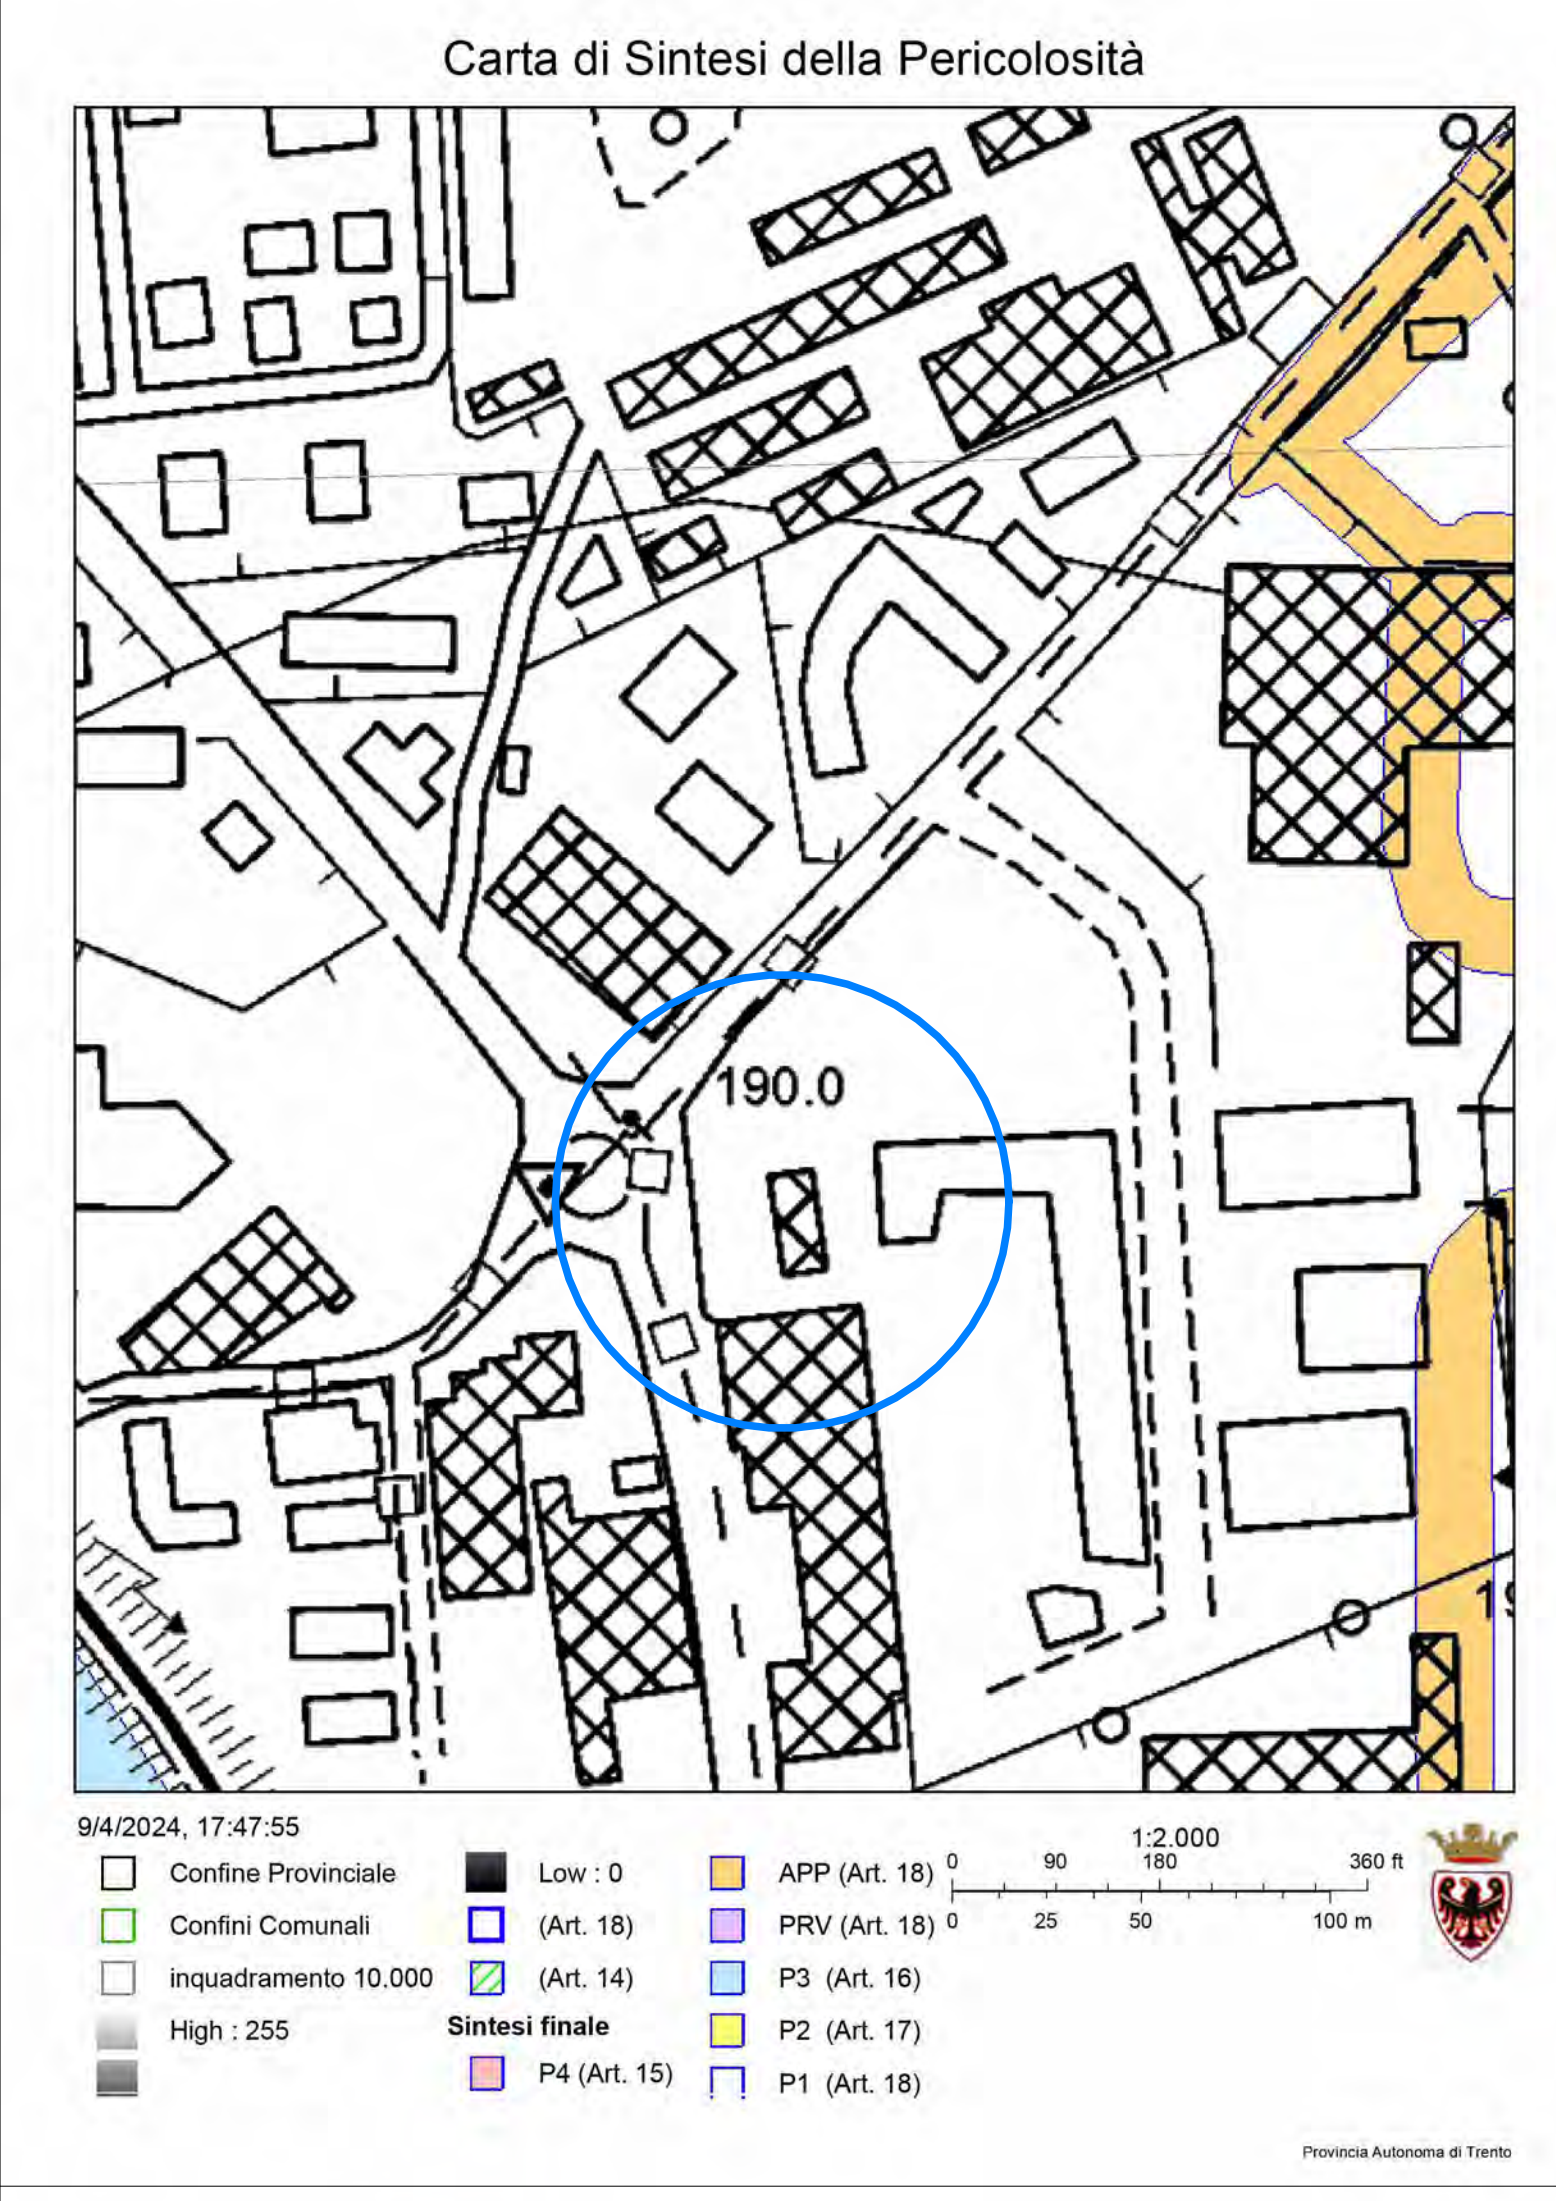 Carta di Sintesi della Pericolosità
190.0
9/4/2024, 17:47:55
Confine Provinciale
Confini Comunali
inquadramento 10.000
High : 255
Low : 0
(Art. 18)
(Art. 14)
Sintesi finale
P4 (Art. 15)
APP (Art. 18)
PRV (Art. 18)
P3 (Art. 16)
P2 (Art. 17)
P1 (Art. 18)
1:2.000
0 90 180 360 ft
0 25 50 100 m
Provincia Autonoma di Trento